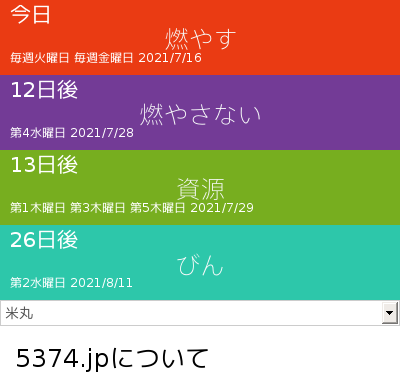 今日
燃やす
毎週火曜日 毎週金曜日 2021/7/16
12日後
燃やさない
第4水曜日 2021/7/28
13日後
資源
第1木曜日 第3木曜日 第5木曜日 2021/7/29
26日後
びん
第2水曜日 2021/8/11
米丸
5374.jpについて